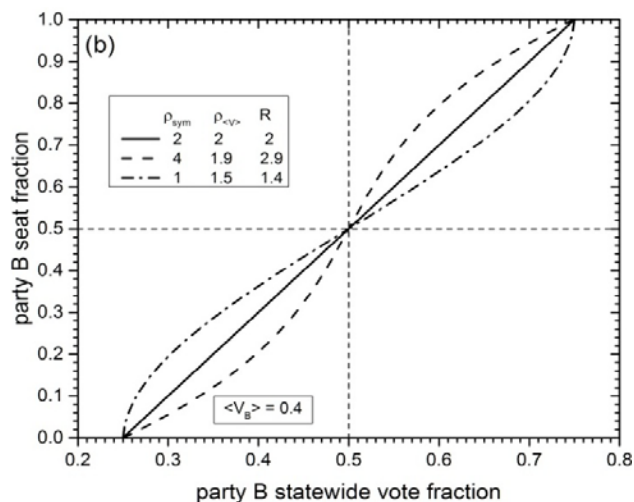 (b)
ρsym ρ<V> R
2 2 2
4 1.9 2.9
1 1.5 1.4
<V_B> = 0.4
1.0
0.9
0.8
0.7
0.6
0.5
0.4
0.3
0.2
0.1
0.0
0.2 0.3 0.4 0.5 0.6 0.7 0.8
party B seat fraction
party B statewide vote fraction